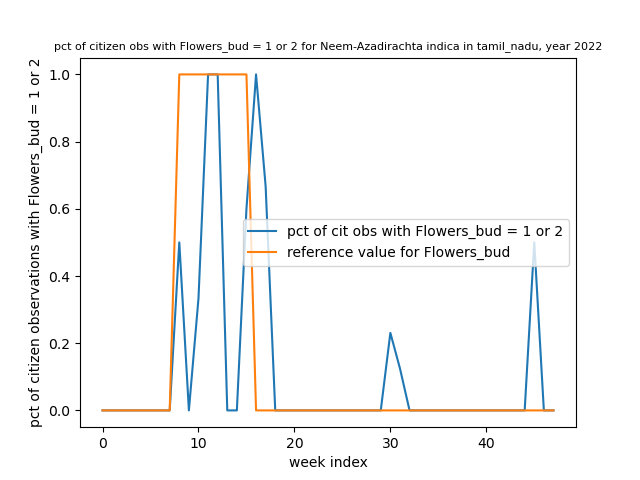 pct of citizen obs with Flowers_bud = 1 or 2 for Neem-Azadirachta indica in tamil_nadu, year 2022
pct of citizen observations with Flowers_bud = 1 or 2
1.0
0.8
0.6
0.4
0.2
0.0
pct of cit obs with Flowers_bud = 1 or 2
reference value for Flowers_bud
0 10 20 30 40
week index